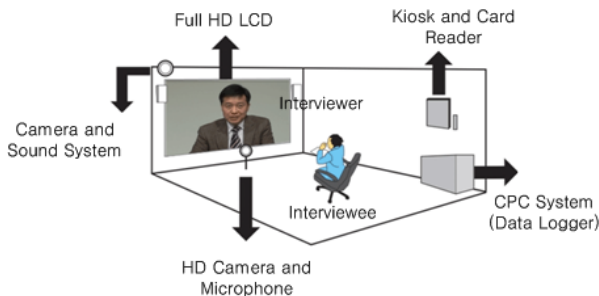 Full HD LCD
Kiosk and Card
Reader
Interviewer
Camera and
Sound System
Interviewee
CPC System
(Data Logger)
HD Camera and
Microphone